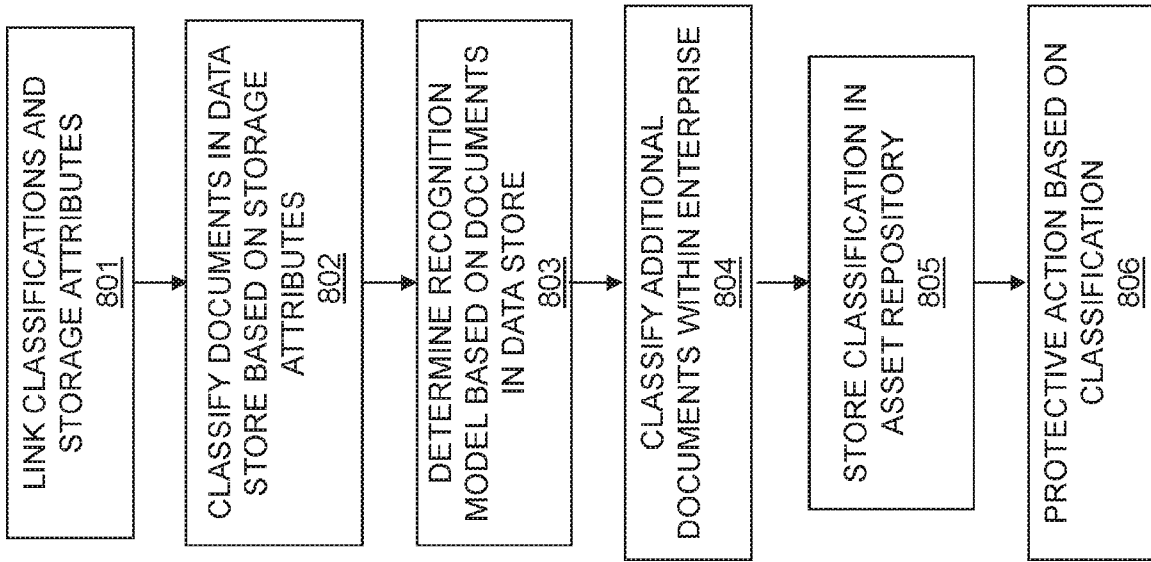 LINK CLASSIFICATIONS AND
STORAGE ATTRIBUTES
801
CLASSIFY DOCUMENTS IN DATA
STORE BASED ON STORAGE
ATTRIBUTES
802
DETERMINE RECOGNITION
MODEL BASED ON DOCUMENTS
IN DATA STORE
803
CLASSIFY ADDITIONAL
DOCUMENTS WITHIN ENTERPRISE
804
STORE CLASSIFICATION IN
ASSET REPOSITORY
805
PROTECTIVE ACTION BASED ON
CLASSIFICATION
806